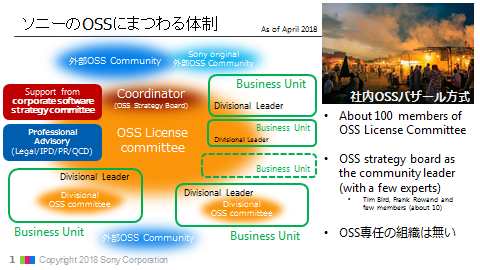 ソニーのOSSにまつわる体制
As of April 2018
外部OSS Community
Sony original
外部OSS Community
Support from
corporate software
strategy committee
Coordinator
(OSS Strategy Board)
Business Unit
Divisional Leader
Professional
Advisory
(Legal/IPD/PR/QCD)
OSS License
committee
Business Unit
Divisional Leader
Business Unit
Divisional Leader
Divisional
OSS committee
Business Unit
Divisional Leader
Divisional
OSS committee
Business Unit
外部OSS Community
社内OSSバザール方式
• About 100 members of
OSS License Committee
• OSS strategy board as
the community leader
(with a few experts)
• Tim Bird, Frank Rowand and
few members (about 10)
• OSS専任の組織は無い
1 Copyright 2018 Sony Corporation